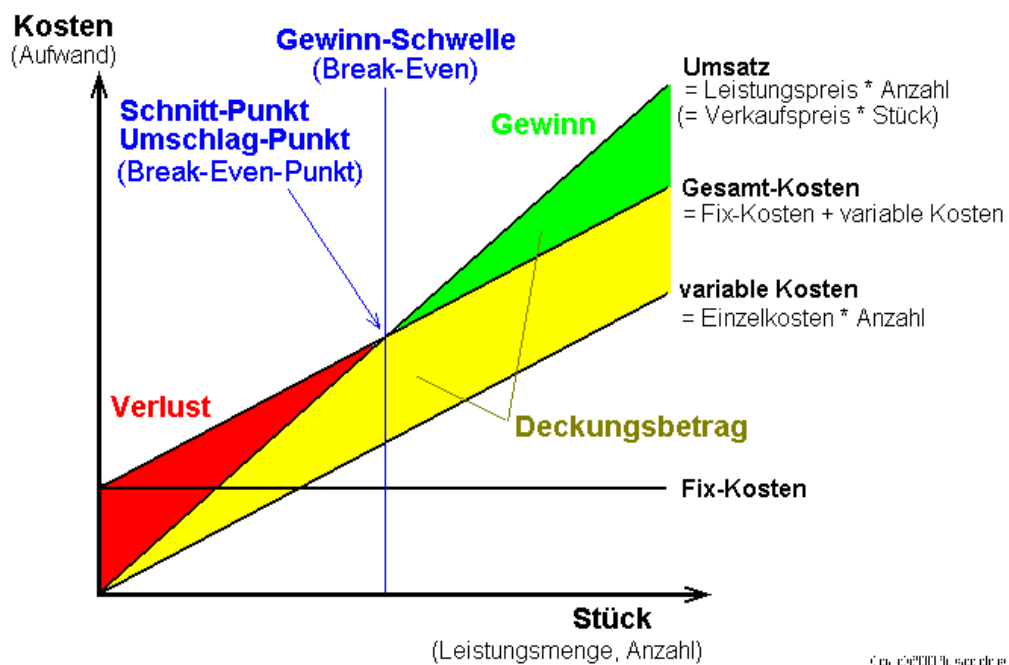 Kosten
(Aufwand)
Gewinn-Schwelle
(Break-Even)
Schnitt-Punkt
Umschlag-Punkt
(Break-Even-Punkt)
Umsatz
= Leistungspreis * Anzahl
(= Verkaufspreis * Stück)
Gewinn
Gesamt-Kosten
= Fix-Kosten + variable Kosten
variable Kosten
= Einzelkosten * Anzahl
Verlust
Deckungsbetrag
Fix-Kosten
Stück
(Leistungsmenge, Anzahl)